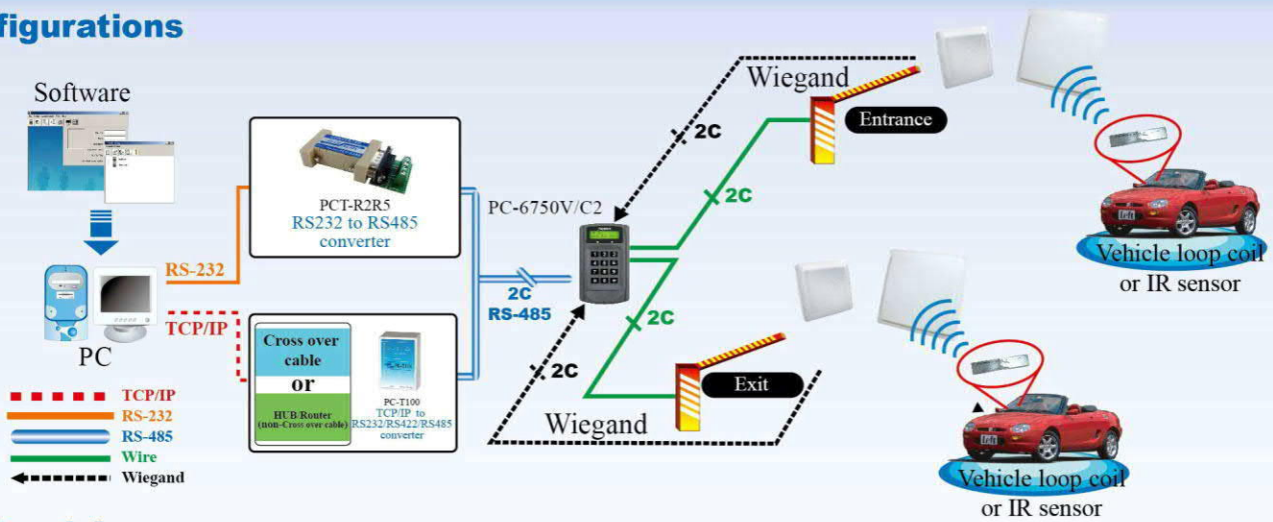 figurations
Software
PCT-R2R5
RS232 to RS485
converter
RS-232
TCP/IP
PC
Cross over
cable
or
HUB Router
(non-Cross over cable)
PC-T100
TCP/IP to
RS232/RS422/RS485
converter
2C
RS-485
PC-6750V/C2
Wiegand
2C
2C
Entrance
Left
Vehicle loop coil
or IR sensor
2C
2C
Exit
Wiegand
Left
Vehicle loop coil
or IR sensor
TCP/IP
RS-232
RS-485
Wire
Wiegand